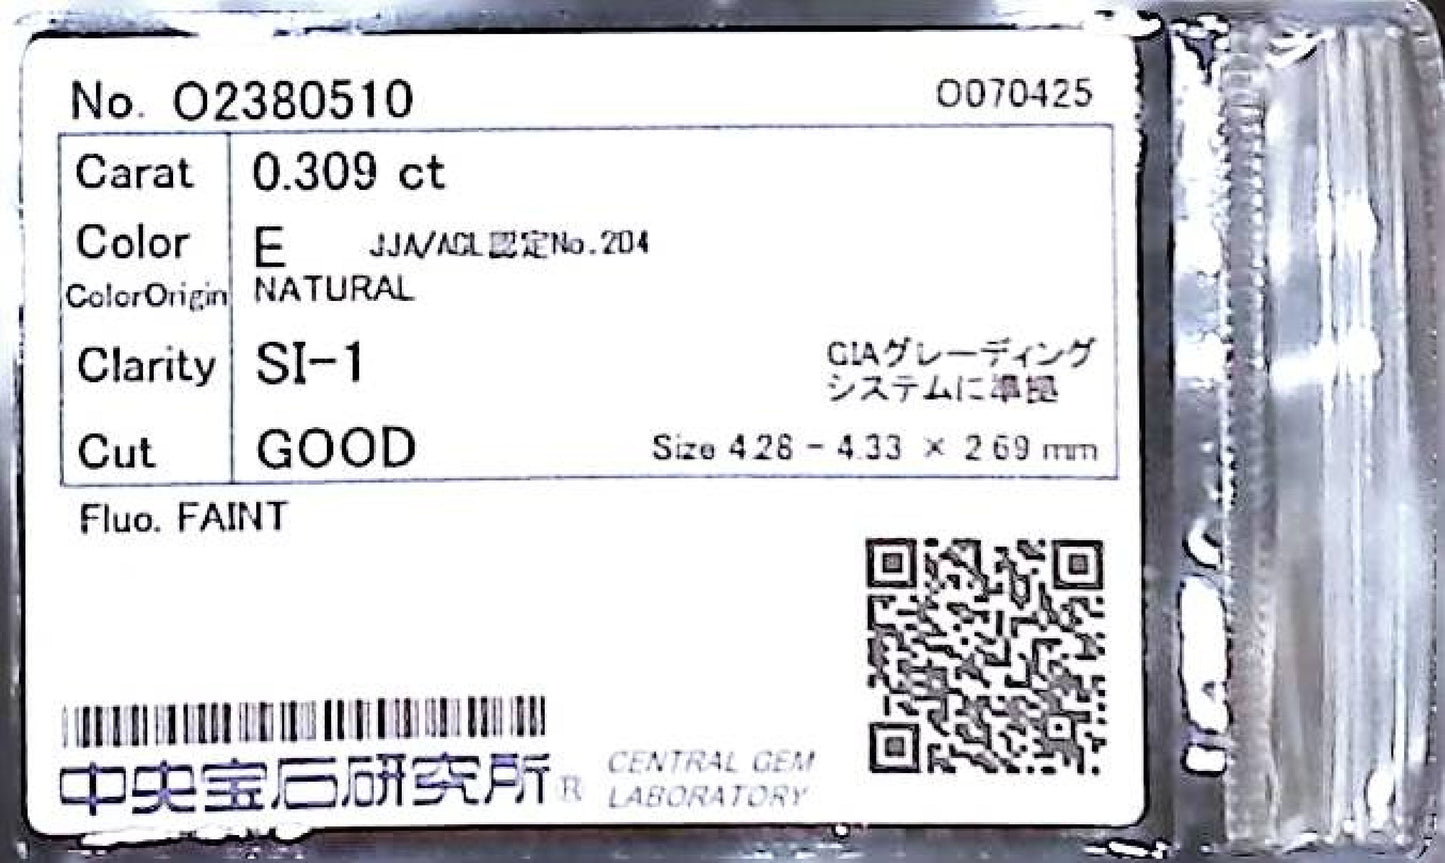 No. O2380510 O070425
Carat 0.309 ct
Color E JJA/AGL認定No.204
ColorOrigin NATURAL
Clarity SI-1 GIAグレーディング
システムに準拠
Cut GOOD Size 4.28 - 4.33 × 2.69 mm
Fluo. FAINT
中央宝石研究所® CENTRAL GEM
LABORATORY